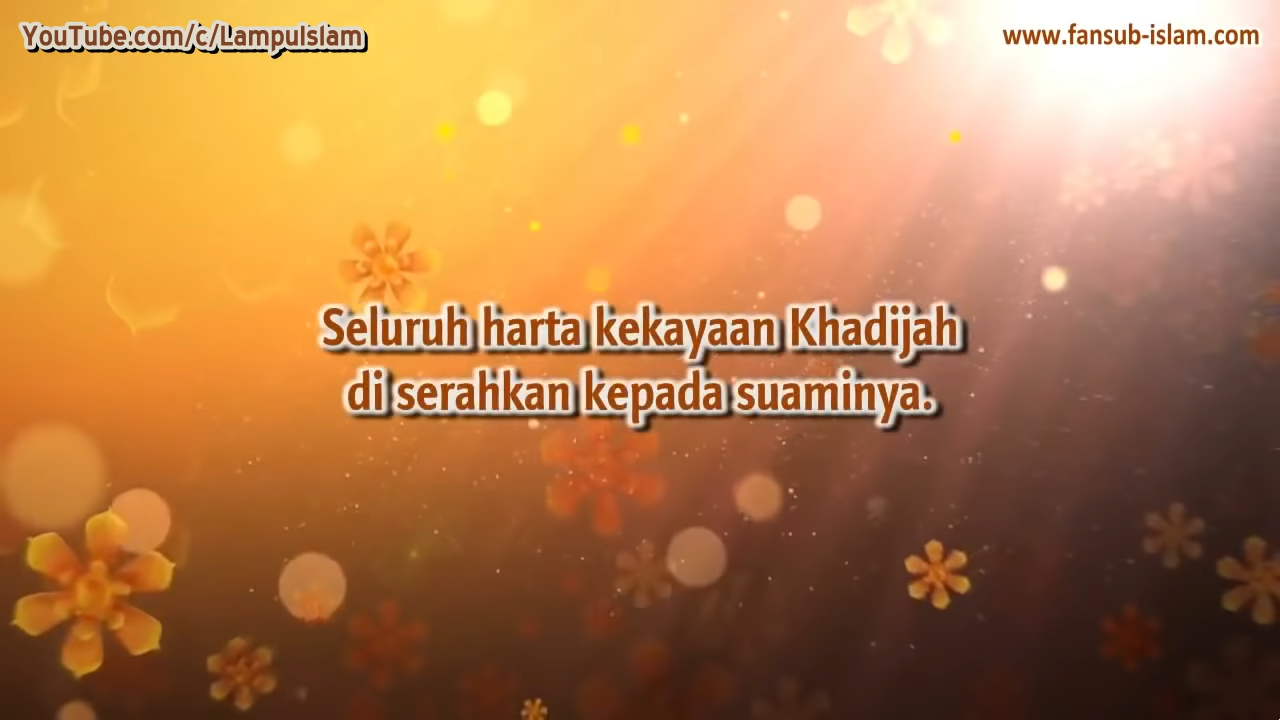 YouTube.com/c/LampuIslam
www.fansub-islam.com
Seluruh harta kekayaan Khadijah
di serahkan kepada suaminya.